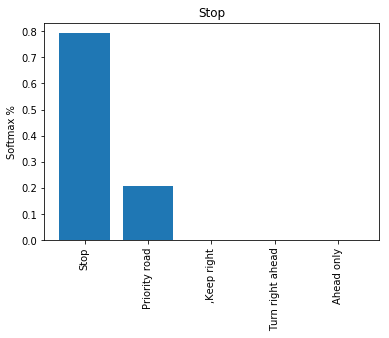 Stop
Softmax %
0.8
0.7
0.6
0.5
0.4
0.3
0.2
0.1
0.0
Stop
Priority road
,Keep right
Turn right ahead
Ahead only